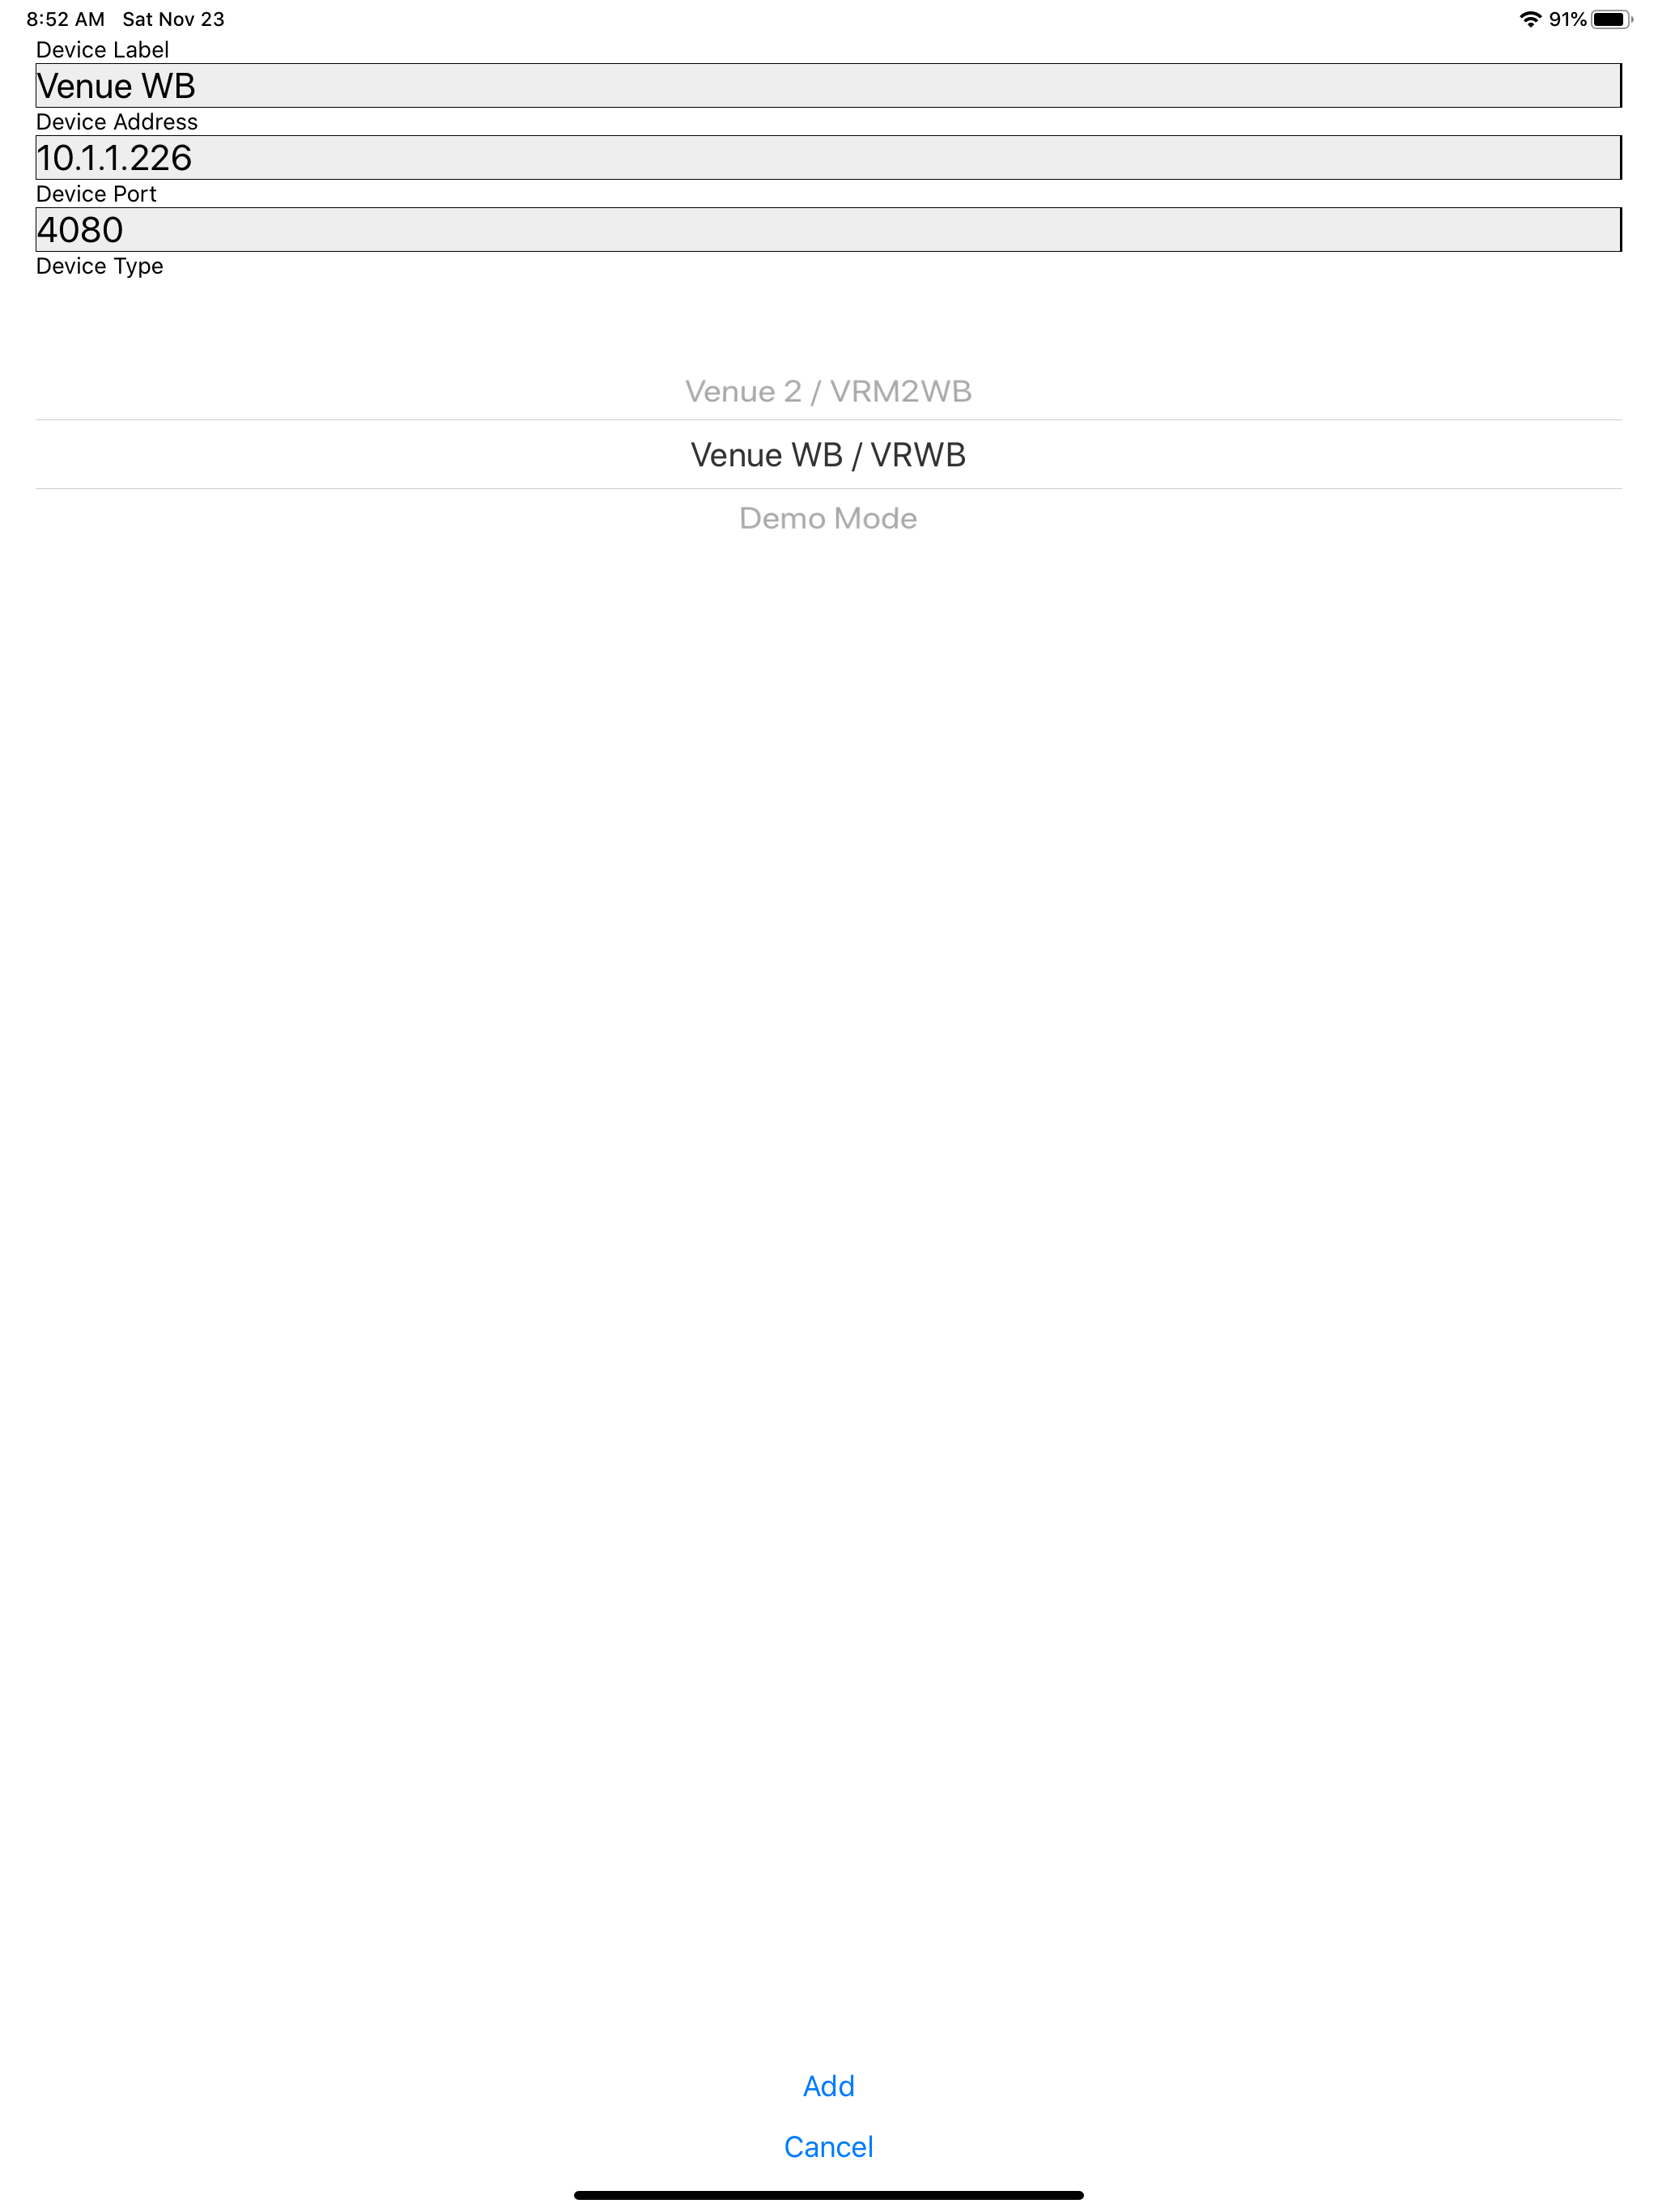 8:52 AM Sat Nov 23 91%
Device Label
Venue WB
Device Address
10.1.1.226
Device Port
4080
Device Type
Venue 2 / VRM2WB
Venue WB / VRWB
Demo Mode
Add
Cancel